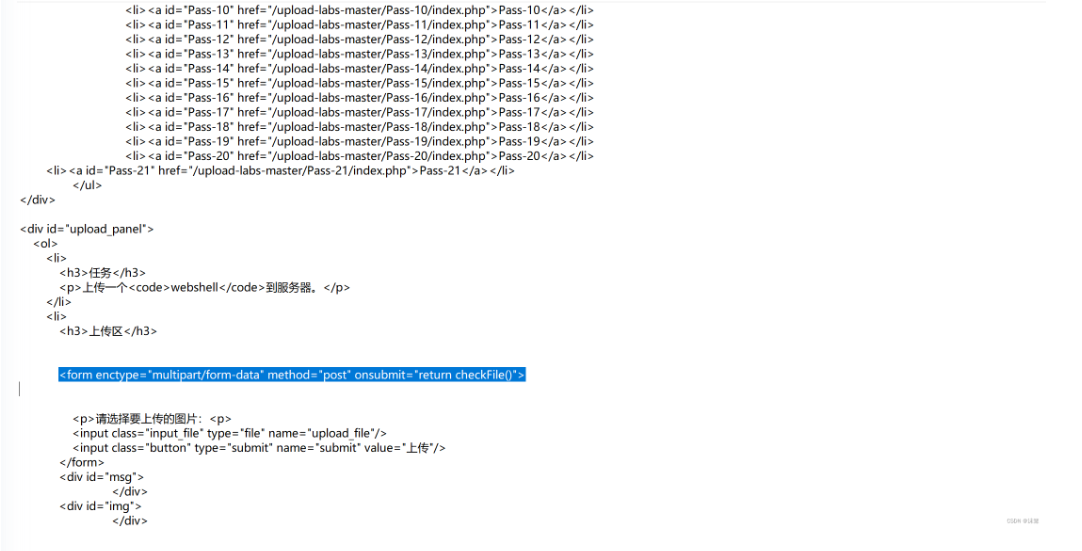 <li><a id="Pass-10" href="/upload-labs-master/Pass-10/index.php">Pass-10</a></li>
<li><a id="Pass-11" href="/upload-labs-master/Pass-11/index.php">Pass-11</a></li>
<li><a id="Pass-12" href="/upload-labs-master/Pass-12/index.php">Pass-12</a></li>
<li><a id="Pass-13" href="/upload-labs-master/Pass-13/index.php">Pass-13</a></li>
<li><a id="Pass-14" href="/upload-labs-master/Pass-14/index.php">Pass-14</a></li>
<li><a id="Pass-15" href="/upload-labs-master/Pass-15/index.php">Pass-15</a></li>
<li><a id="Pass-16" href="/upload-labs-master/Pass-16/index.php">Pass-16</a></li>
<li><a id="Pass-17" href="/upload-labs-master/Pass-17/index.php">Pass-17</a></li>
<li><a id="Pass-18" href="/upload-labs-master/Pass-18/index.php">Pass-18</a></li>
<li><a id="Pass-19" href="/upload-labs-master/Pass-19/index.php">Pass-19</a></li>
<li><a id="Pass-20" href="/upload-labs-master/Pass-20/index.php">Pass-20</a></li>
<li><a id="Pass-21" href="/upload-labs-master/Pass-21/index.php">Pass-21</a></li>
</ul>
</div>
<div id="upload_panel">
<ol>
<li>
<h3>任务</h3>
<p>上传一个<code>webshell</code>到服务器。</p>
</li>
<li>
<h3>上传区</h3>
<form enctype="multipart/form-data" method="post" onsubmit="return checkFile()">
<p>请选择要上传的图片：<p>
<input class="input_file" type="file" name="upload_file"/>
<input class="button" type="submit" name="submit" value="上传"/>
</form>
<div id="msg">
</div>
<div id="img">
</div>
CSDN